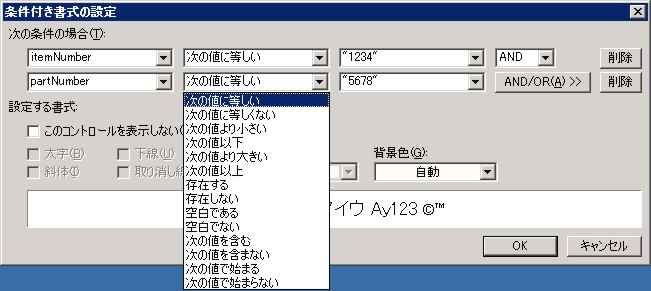 条件付き書式の設定
次の条件の場合(T):
itemNumber 次の値に等しい "1234" AND 削除
partNumber 次の値に等しい "5678" AND/OR(A) >> 削除
次の値に等しい
次の値に等しくない
次の値より小さい
次の値以下
次の値より大きい
次の値以上
存在する
存在しない
空白である
空白でない
次の値を含む
次の値を含まない
次の値で始まる
次の値で始まらない
設定する書式:
このコントロールを表示しない(
太字(B) 下線(U) 背景色(G):
斜体(I) 取り消し 自動
アイウ Ay123 ©™
OK キャンセル